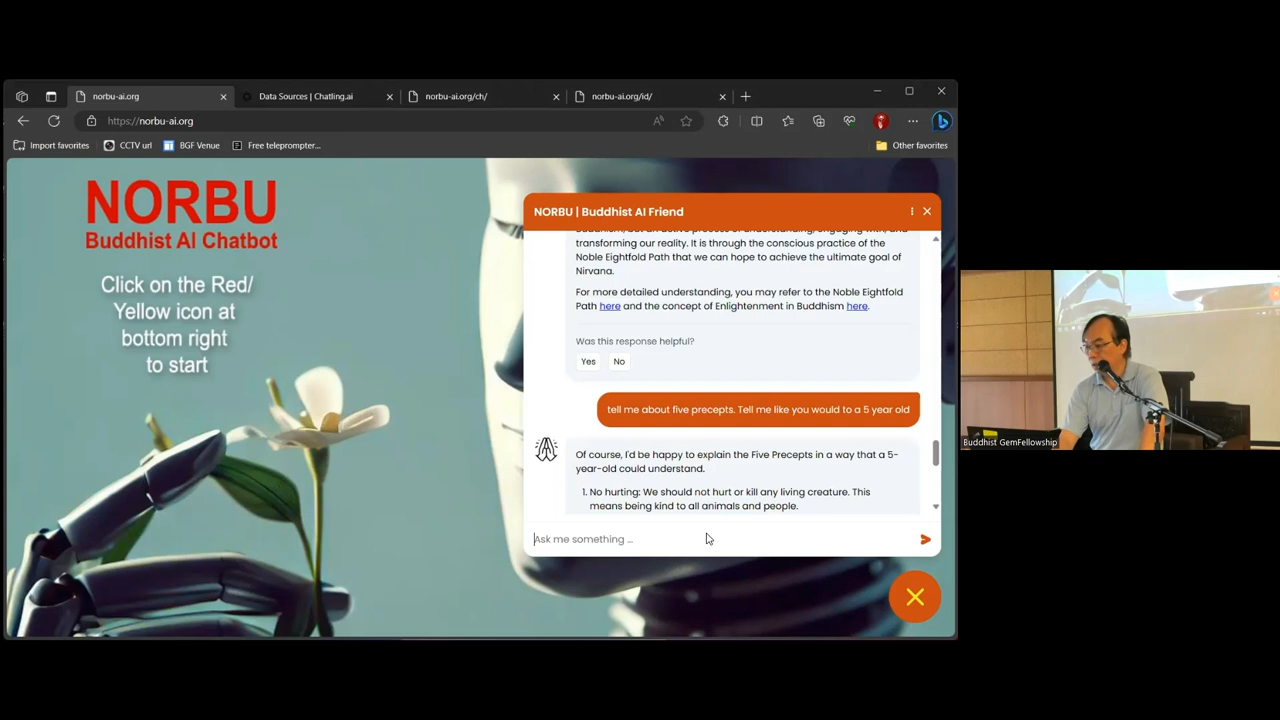 norbu-ai.org
Data Sources | Chatling.ai
norbu-ai.org/ch/
norbu-ai.org/id/
https://norbu-ai.org
Import favorites
CCTV url
BGF Venue
Free teleprompter...
Other favorites
NORBU
Buddhist AI Chatbot
Click on the Red/
Yellow icon at
bottom right
to start
NORBU | Buddhist AI Friend
transforming our reality. It is through the conscious practice of the
Noble Eightfold Path that we can hope to achieve the ultimate goal of
Nirvana.
For more detailed understanding, you may refer to the Noble Eightfold
Path here and the concept of Enlightenment in Buddhism here.
Was this response helpful?
Yes
No
tell me about five precepts. Tell me like you would to a 5 year old
Of course, I'd be happy to explain the Five Precepts in a way that a 5-
year-old could understand.
1. No hurting: We should not hurt or kill any living creature. This
means being kind to all animals and people.
Ask me something ...
Buddhist GemFellowship